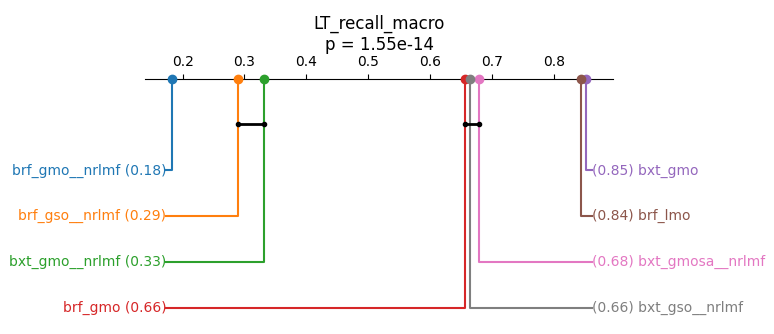 LT_recall_macro
p = 1.55e-14
0.2 0.3 0.4 0.5 0.6 0.7 0.8
brf_gmo__nrlmf (0.18) (0.85) bxt_gmo
brf_gso__nrlmf (0.29) (0.84) brf_lmo
bxt_gmo__nrlmf (0.33) (0.68) bxt_gmosa__nrlmf
brf_gmo (0.66) (0.66) bxt_gso__nrlmf